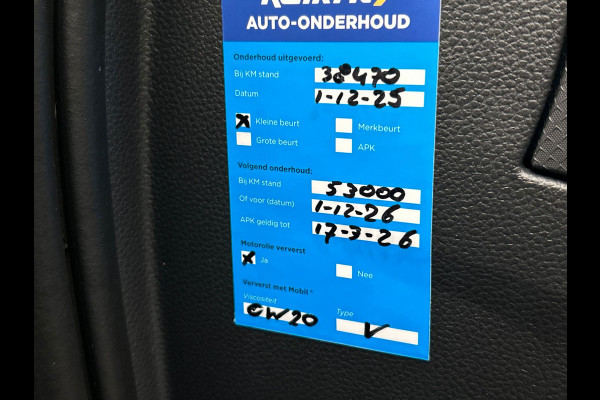 KwikFit
AUTO-ONDERHOUD
Onderhoud uitgevoerd:
Bij KM stand 38470
Datum 1-12-25
Kleine beurt Merkbeurt
Grote beurt APK
Volgend onderhoud:
Bij KM stand 53000
Of voor (datum) 1-12-26
APK geldig tot 17-3-26
Motorolie ververst
Ja Nee
Ververst met Mobil
Viscositeit Type
0W20 V